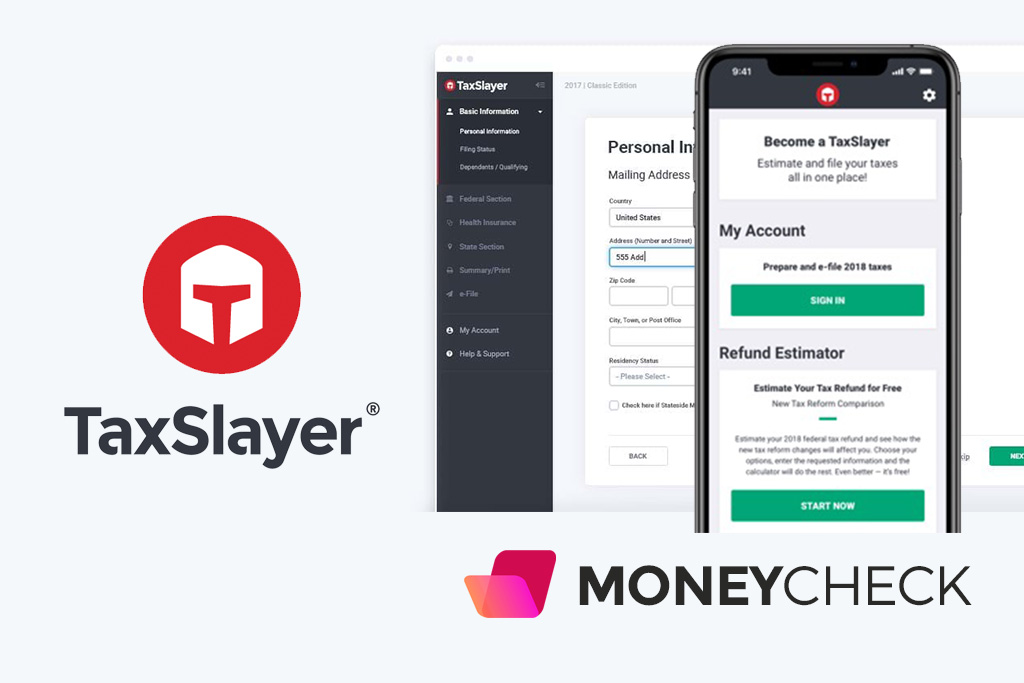 TaxSlayer®
TaxSlayer
Basic Information
Personal Information
Filing Status
Dependents / Qualifying
Federal Section
Health Insurance
State Section
Summary/Print
e-File
My Account
Help & Support
2017 | Classic Edition
Personal In
Mailing Address
Country
United States
Address (Number and Street)
555 Add
Zip Code
City, Town, or Post Office
Residency Status
- Please Select -
Check here if Stateside M
BACK
kip
NEX
9:41
Become a TaxSlayer
Estimate and file your taxes
all in one place!
My Account
Prepare and e-file 2018 taxes
SIGN IN
Refund Estimator
Estimate Your Tax Refund for Free
New Tax Reform Comparison
Estimate your 2018 federal tax refund and see how the
new tax reform changes will affect you. Choose your
options, enter the requested information and the
calculator will do the rest. Even better — it's free!
START NOW
MONEYCHECK